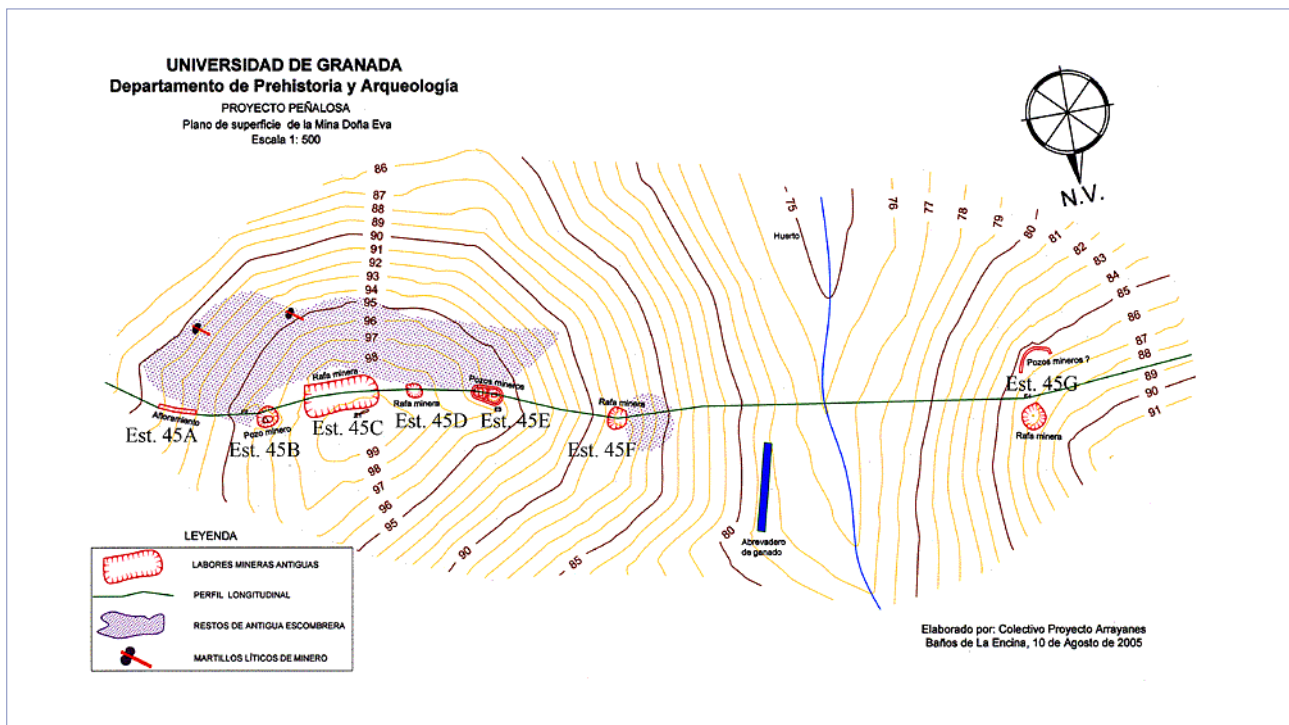 UNIVERSIDAD DE GRANADA
Departamento de Prehistoria y Arqueología
PROYECTO PEÑALOSA
Plano de superficie de la Mina Doña Eva
Escala 1: 500
N.V.
86
87
88
89
90
91
92
93
94
95
96
97
98
75
Huerto
76
77
78
79
80
81
82
83
84
85
86
87
88
89
90
91
Afloramiento
Est. 45A
Pozo minero
Est. 45B
Rafa minera
Est. 45C
Rafa minera
Est. 45D
Pozos mineros
Est. 45E
Rafa minera
Est. 45F
Pozos mineros ?
Est. 45G
Rafa minera
99
98
97
96
95
90
85
80
Abrevadero
de ganado
LEYENDA
LABORES MINERAS ANTIGUAS
PERFIL LONGITUDINAL
RESTOS DE ANTIGUA ESCOMBRERA
MARTILLOS LÍTICOS DE MINERO
Elaborado por: Colectivo Proyecto Arrayanes
Baños de La Encina, 10 de Agosto de 2005